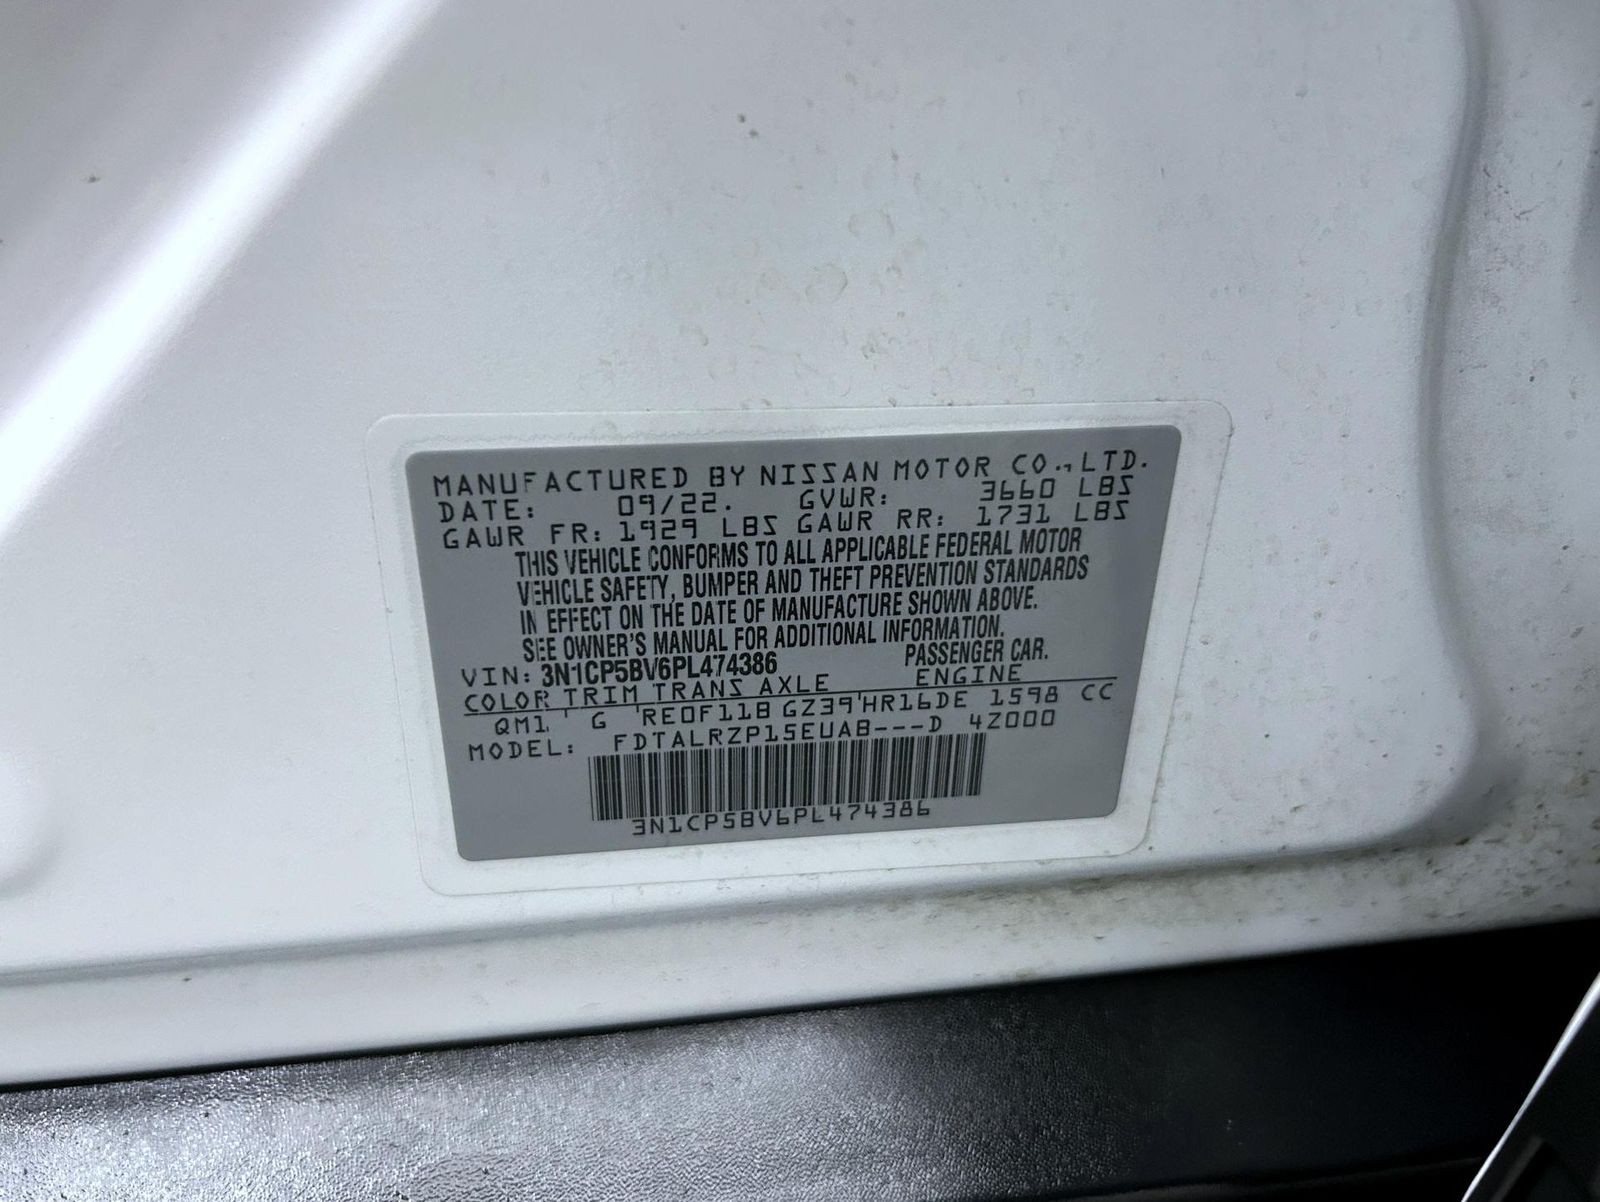 MANUFACTURED BY NISSAN MOTOR CO., LTD.
DATE: 09/22. GVWR: 3660 LBS
GAWR FR: 1929 LBS GAWR RR: 1731 LBS
THIS VEHICLE CONFORMS TO ALL APPLICABLE FEDERAL MOTOR
VEHICLE SAFETY, BUMPER AND THEFT PREVENTION STANDARDS
IN EFFECT ON THE DATE OF MANUFACTURE SHOWN ABOVE.
SEE OWNER'S MANUAL FOR ADDITIONAL INFORMATION.
VIN: 3N1CP5BV6PL474386 PASSENGER CAR.
COLOR TRIM TRANS AXLE ENGINE
QM1 G RE0F11B GZ39 HR16DE 1598 CC
MODEL: FDTALRZP15EUAB---D 4Z000
3N1CP5BV6PL474386